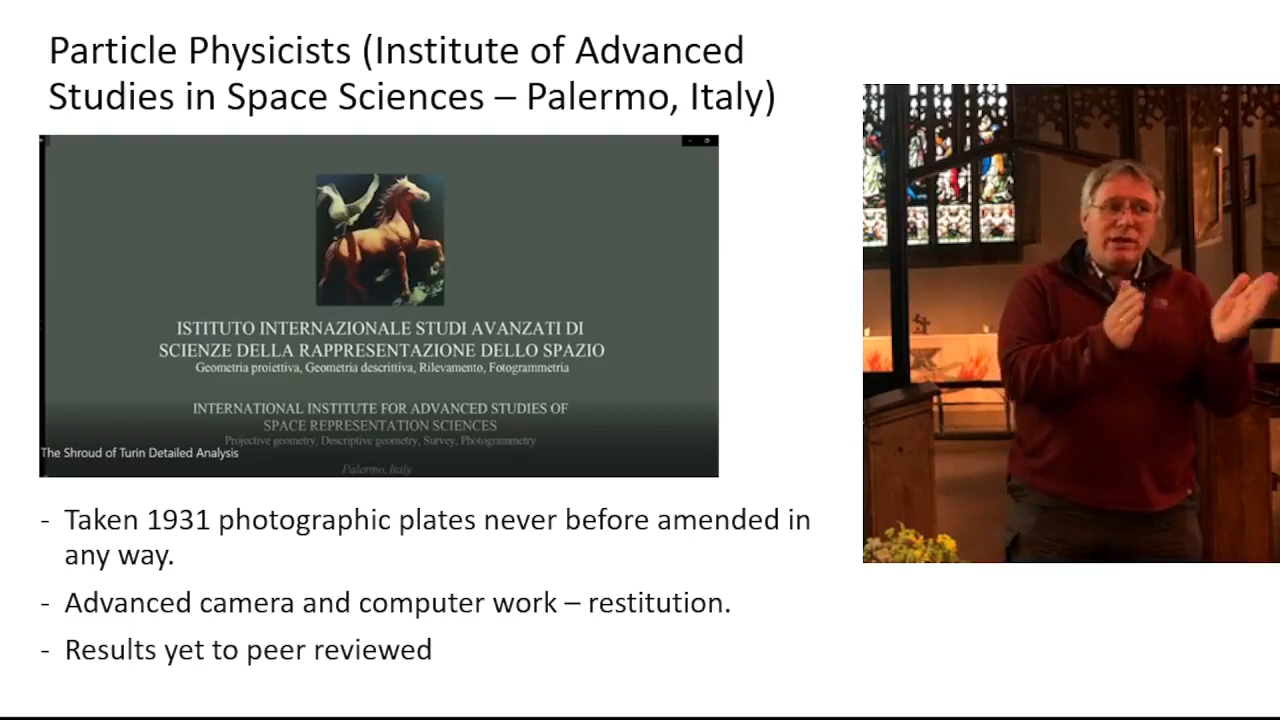 Particle Physicists (Institute of Advanced
Studies in Space Sciences – Palermo, Italy)
ISTITUTO INTERNAZIONALE STUDI AVANZATI DI
SCIENZE DELLA RAPPRESENTAZIONE DELLO SPAZIO
Geometria proiettiva, Geometria descrittiva, Rilevamento, Fotogrammetria
INTERNATIONAL INSTITUTE FOR ADVANCED STUDIES OF
SPACE REPRESENTATION SCIENCES
Projective geometry, Descriptive geometry, Survey, Photogrammetry
The Shroud of Turin Detailed Analysis
Palermo, Italy
- Taken 1931 photographic plates never before amended in
any way.
- Advanced camera and computer work – restitution.
- Results yet to peer reviewed